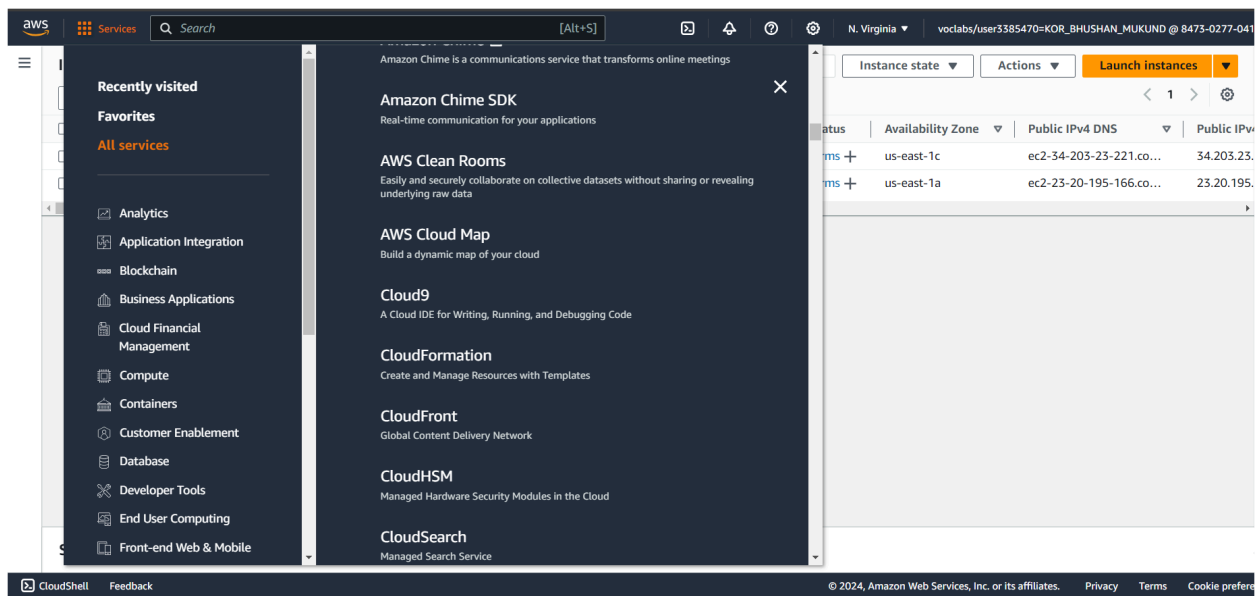 aws
Services
Search
[Alt+S]
N. Virginia
voclabs/user3385470=KOR_BHUSHAN_MUKUND @ 8473-0277-041
Recently visited
Favorites
All services
Analytics
Application Integration
Blockchain
Business Applications
Cloud Financial
Management
Compute
Containers
Customer Enablement
Database
Developer Tools
End User Computing
Front-end Web & Mobile
Amazon Chime
Amazon Chime is a communications service that transforms online meetings
Amazon Chime SDK
Real-time communication for your applications
AWS Clean Rooms
Easily and securely collaborate on collective datasets without sharing or revealing
underlying raw data
AWS Cloud Map
Build a dynamic map of your cloud
Cloud9
A Cloud IDE for Writing, Running, and Debugging Code
CloudFormation
Create and Manage Resources with Templates
CloudFront
Global Content Delivery Network
CloudHSM
Managed Hardware Security Modules in the Cloud
CloudSearch
Managed Search Service
Instance state
Actions
Launch instances
1
atus
Availability Zone
Public IPv4 DNS
Public IPv4
rms +
us-east-1c
ec2-34-203-23-221.co...
34.203.23.
rms +
us-east-1a
ec2-23-20-195-166.co...
23.20.195.
CloudShell
Feedback
© 2024, Amazon Web Services, Inc. or its affiliates.
Privacy
Terms
Cookie prefere